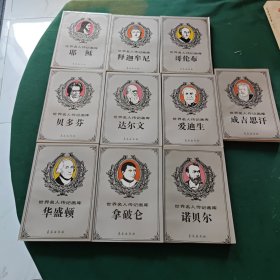 世界名人传记画库
耶稣
世界名人传记画库
释迦牟尼
世界名人传记画库
哥伦布
世界名人传记画库
贝多芬
世界名人传记画库
达尔文
世界名人传记画库
爱迪生
世界名人传记画库
成吉思汗
世界名人传记画库
华盛顿
世界名人传记画库
拿破仑
世界名人传记画库
诺贝尔